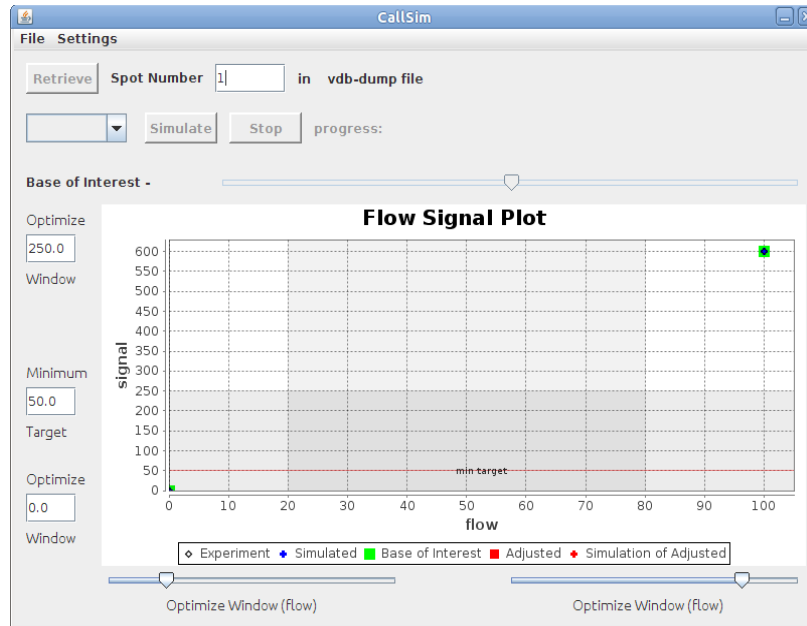 CallSim
File Settings
Retrieve Spot Number 1 in vdb-dump file
Simulate Stop progress:
Base of Interest -
Optimize
250.0
Window
Minimum
50.0
Target
Optimize
0.0
Window
Flow Signal Plot
600
550
500
450
400
350
300
250
200
150
100
50
0
signal
min target
0 10 20 30 40 50 60 70 80 90 100
flow
Experiment Simulated Base of Interest Adjusted Simulation of Adjusted
Optimize Window (flow) Optimize Window (flow)